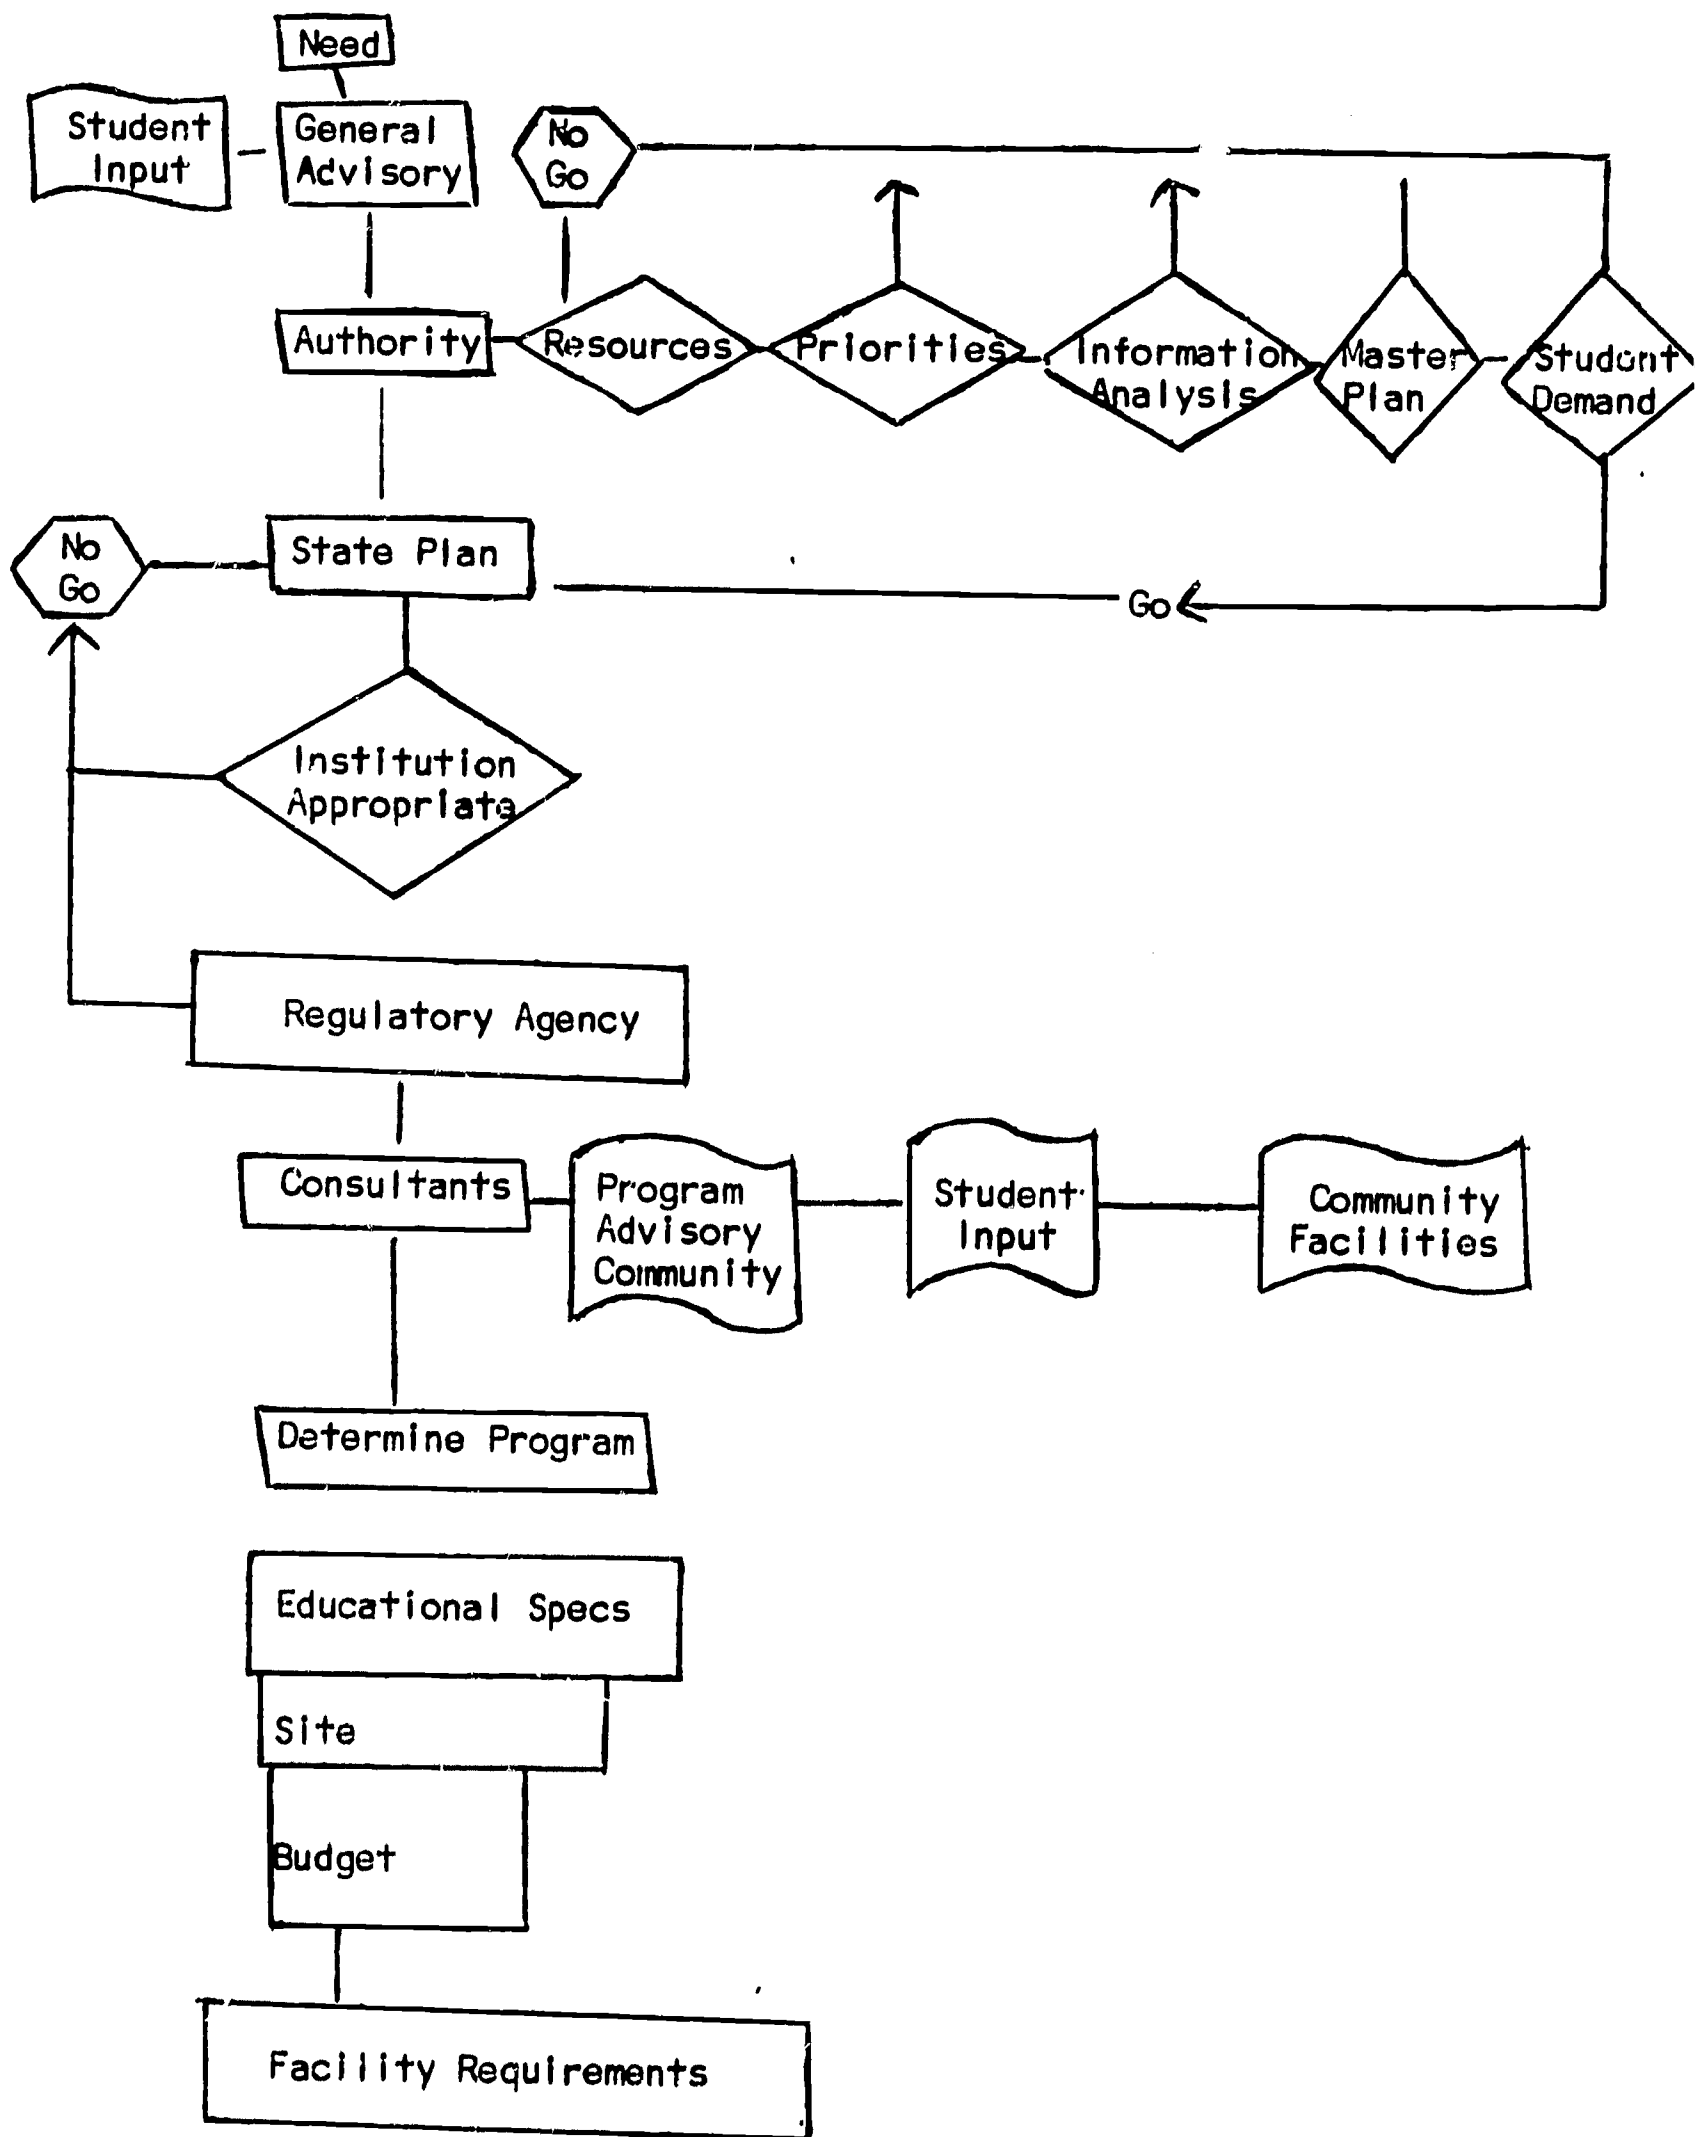 Need
Student
Input
General
Advisory
No
Go
Authority
Resources
Priorities
Information
Analysis
Master
Plan
Student
Demand
No
Go
State Plan
Go
Institution
Appropriate
Regulatory Agency
Consultants
Program
Advisory
Community
Student
Input
Community
Facilities
Determine Program
Educational Specs
Site
Budget
Facility Requirements